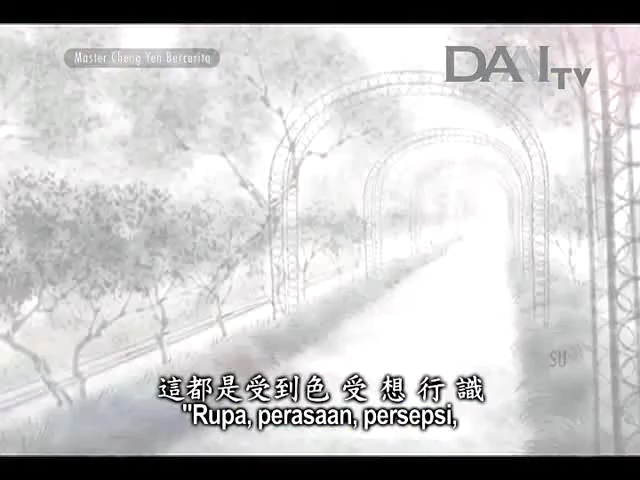 Master Cheng Yen Bercerita
DAAI TV
SU
這都是受到色 受 想 行 識
"Rupa, perasaan, persepsi,